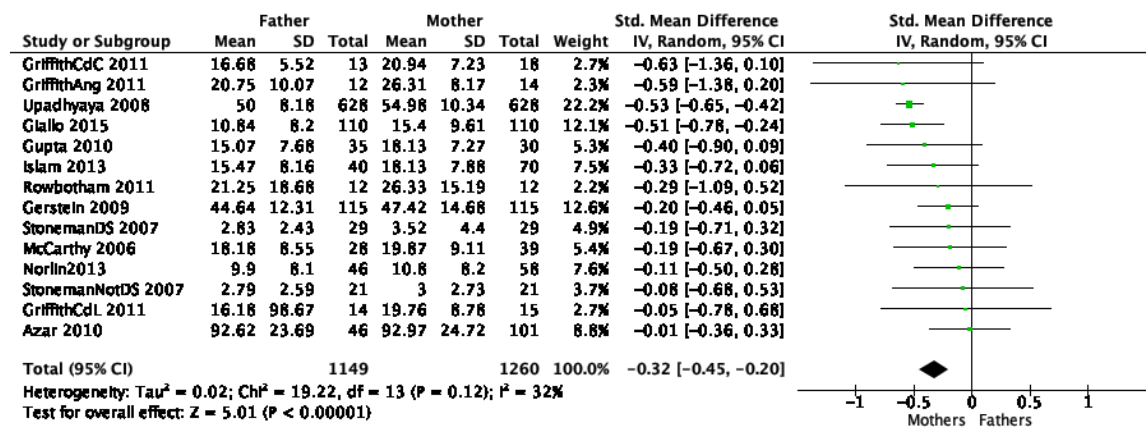 Father Mother Std. Mean Difference Std. Mean Difference
Study or Subgroup Mean SD Total Mean SD Total Weight IV, Random, 95% CI IV, Random, 95% CI
GriffithCdC 2011 16.68 5.52 13 20.94 7.23 18 2.7% -0.63 [-1.36, 0.10]
GriffithAng 2011 20.75 10.07 12 26.31 8.17 14 2.3% -0.59 [-1.38, 0.20]
Upadhyaya 2008 50 8.18 628 54.98 10.34 628 22.2% -0.53 [-0.65, -0.42]
Giallo 2015 10.84 8.2 110 15.4 9.61 110 12.1% -0.51 [-0.78, -0.24]
Gupta 2010 15.07 7.68 35 18.13 7.27 30 5.3% -0.40 [-0.90, 0.09]
Islam 2013 15.47 8.16 40 18.13 7.88 70 7.5% -0.33 [-0.72, 0.06]
Rowbotham 2011 21.25 18.68 12 26.33 15.19 12 2.2% -0.29 [-1.09, 0.52]
Gerstein 2009 44.64 12.31 115 47.42 14.68 115 12.6% -0.20 [-0.46, 0.05]
StonemanDS 2007 2.83 2.43 29 3.52 4.4 29 4.9% -0.19 [-0.71, 0.32]
McCarthy 2006 18.18 8.55 28 19.87 9.11 39 5.4% -0.19 [-0.67, 0.30]
Norlin2013 9.9 8.1 46 10.8 8.2 58 7.6% -0.11 [-0.50, 0.28]
StonemanNotDS 2007 2.79 2.59 21 3 2.73 21 3.7% -0.08 [-0.68, 0.53]
GriffithCdL 2011 16.18 98.67 14 19.76 8.78 15 2.7% -0.05 [-0.78, 0.68]
Azar 2010 92.62 23.69 46 92.97 24.72 101 8.8% -0.01 [-0.36, 0.33]
Total (95% CI) 1149 1260 100.0% -0.32 [-0.45, -0.20]
Heterogeneity: Tau² = 0.02; Chi² = 19.22, df = 13 (P = 0.12); I² = 32%
Test for overall effect: Z = 5.01 (P < 0.00001)
-1 -0.5 0 0.5 1
Mothers Fathers